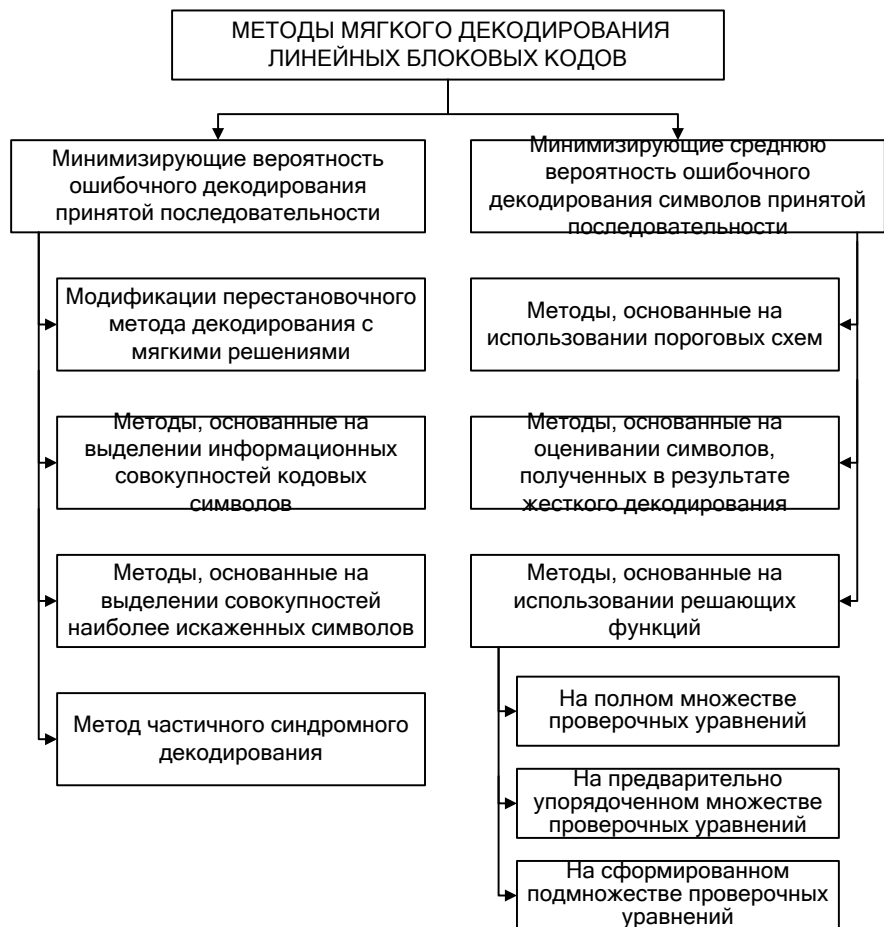 МЕТОДЫ МЯГКОГО ДЕКОДИРОВАНИЯ
ЛИНЕЙНЫХ БЛОКОВЫХ КОДОВ
Минимизирующие вероятность
ошибочного декодирования
принятой последовательности
Модификации перестановочного
метода декодирования с
мягкими решениями
Методы, основанные на
выделении информационных
совокупностей кодовых
символов
Методы, основанные на
выделении совокупностей
наиболее искаженных символов
Метод частичного синдромного
декодирования
Минимизирующие среднюю
вероятность ошибочного
декодирования символов принятой
последовательности
Методы, основанные на
использовании пороговых схем
Методы, основанные на
оценивании символов,
полученных в результате
жесткого декодирования
Методы, основанные на
использовании решающих
функций
На полном множестве
проверочных уравнений
На предварительно
упорядоченном множестве
проверочных уравнений
На сформированном
подмножестве проверочных
уравнений